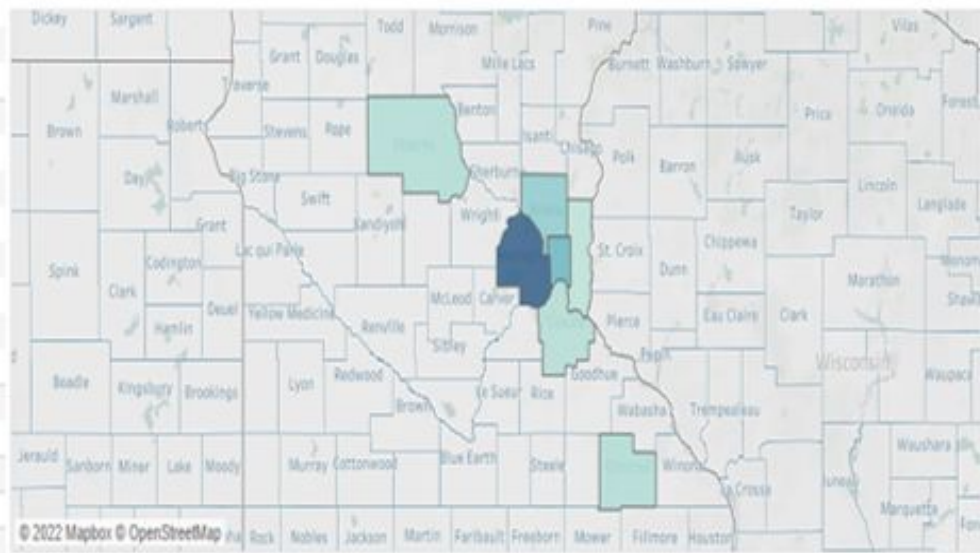 Dickey Sargent Todd Morrison Pine Vilas
Grant Douglas Mille Lacs Burnett Washburn Sawyer
Traverse
Marshall Benton Price Oneida Forest
Brown Roberts Stevens Pope Isanti Chisago Polk Barron Rusk
Day Big Stone Swift Sherburn Lincoln
Grant Kandiyohi Wright Taylor Langlade
Spink Codington Lac qui Parle St. Croix Chippewa
Clark Deuel McLeod Carver Dunn Marathon
Hamlin Yellow Medicine Renville Pierce Eau Claire Clark
Sibley Pepin
Beadle Kingsbury Brookings Lyon Redwood Le Sueur Rice Goodhue Wisconsin Waupaca
Brown Wabasha Trempealeau
Jerauld Sanborn Miner Lake Moody Murray Cottonwood Blue Earth Steele Winona La Crosse Juneau Waushara
Marquette
© 2022 Mapbox © OpenStreetMap Rock Nobles Jackson Martin Faribault Freeborn Mower Fillmore Houston